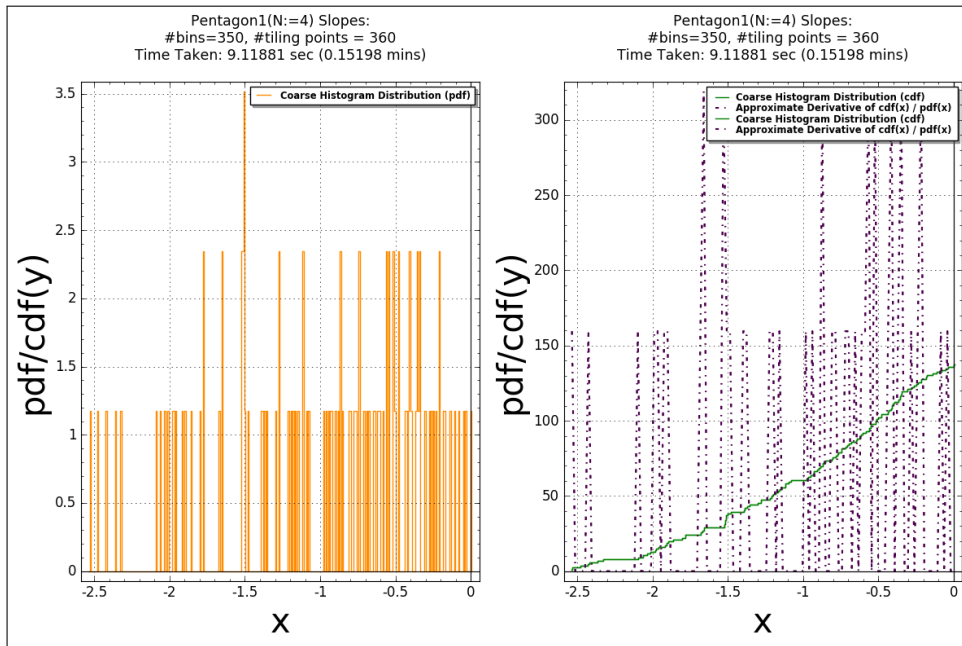 Pentagon1(N:=4) Slopes:
#bins=350, #tiling points = 360
Time Taken: 9.11881 sec (0.15198 mins)
Coarse Histogram Distribution (pdf)
3.5
3
2.5
2
1.5
1
0.5
0
pdf/cdf(y)
-2.5 -2 -1.5 -1 -0.5 0
x
Pentagon1(N:=4) Slopes:
#bins=350, #tiling points = 360
Time Taken: 9.11881 sec (0.15198 mins)
Coarse Histogram Distribution (cdf)
Approximate Derivative of cdf(x) / pdf(x)
Coarse Histogram Distribution (cdf)
Approximate Derivative of cdf(x) / pdf(x)
300
250
200
150
100
50
0
pdf/cdf(y)
-2.5 -2 -1.5 -1 -0.5 0
x